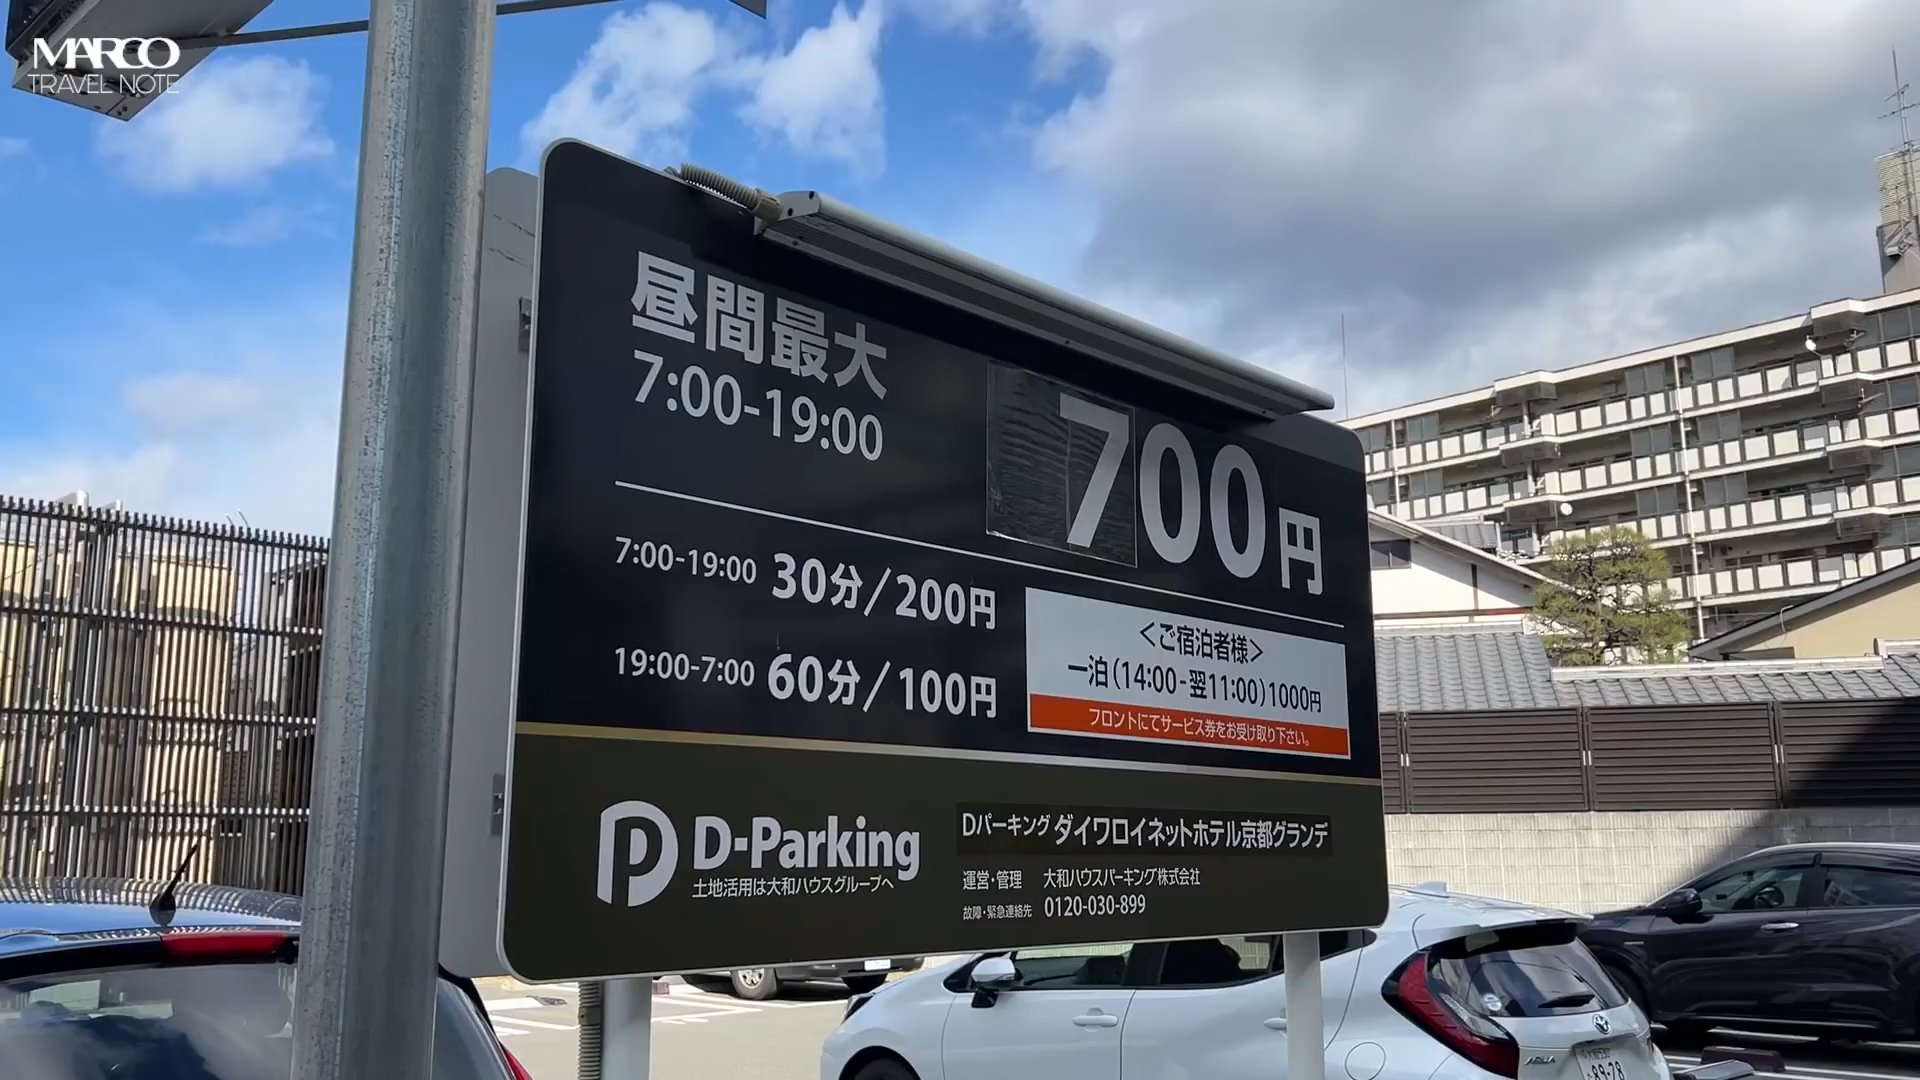 MARCO
TRAVEL NOTE
昼間最大
7:00-19:00
700円
7:00-19:00 30分/200円
19:00-7:00 60分/100円
<ご宿泊者様>
一泊(14:00-翌11:00)1000円
フロントにてサービス券をお受け取り下さい。
D-Parking
土地活用は大和ハウスグループへ
Dパーキング ダイワロイネットホテル京都グランデ
運営・管理 大和ハウスパーキング株式会社
故障・緊急連絡先 0120-030-899
AQUA
89-78